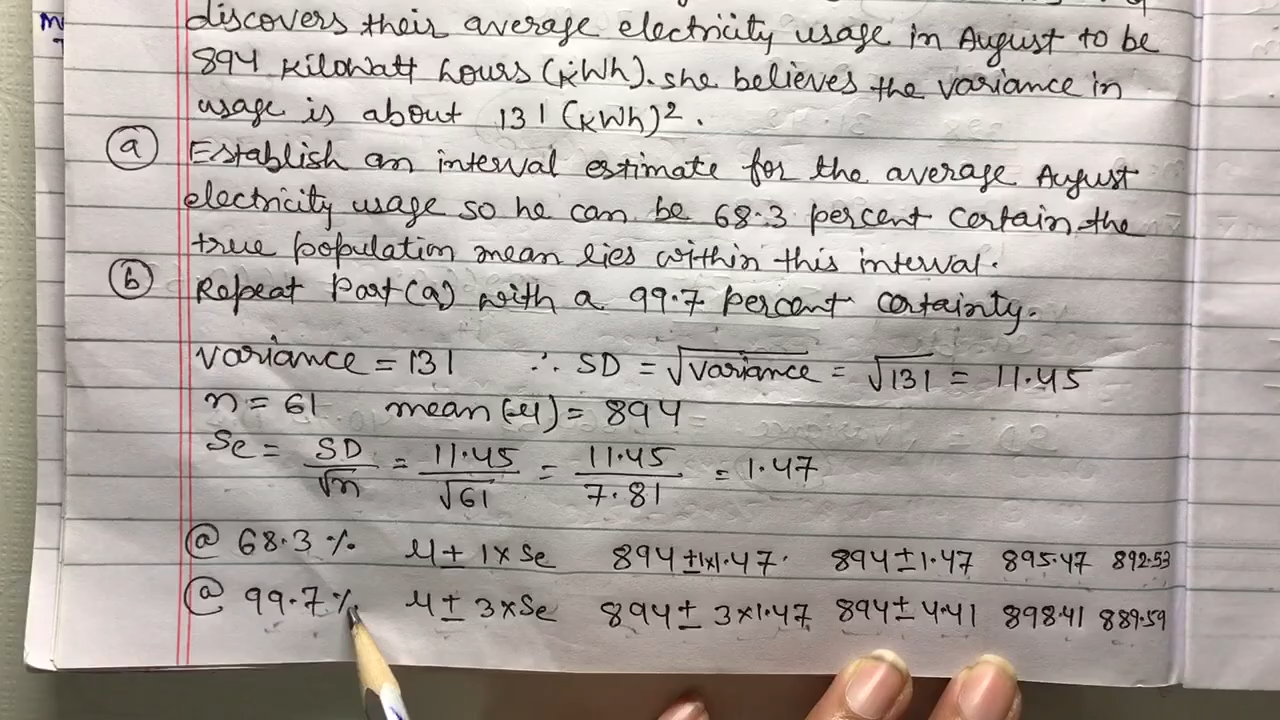 discovers their average electricity usage in August to be
894 Kilowatt hours (kWh). she believes the variance in
usage is about 131 (kWh)².
(a) Establish an interval estimate for the average August
electricity usage so he can be 68.3 percent certain the
true population mean lies within this interval.
(b) Repeat Part (a) with a 99.7 percent certainty.
variance = 131 ∴ SD = √variance = √131 = 11.45
n = 61 mean (μ) = 894
Se = SD/√n = 11.45/√61 = 11.45/7.81 = 1.47
@ 68.3 % μ ± 1 x Se 894 ± 1x1.47 894 ± 1.47 895.47 892.53
@ 99.7 % μ ± 3 x Se 894 ± 3 x 1.47 894 ± 4.41 898.41 889.59